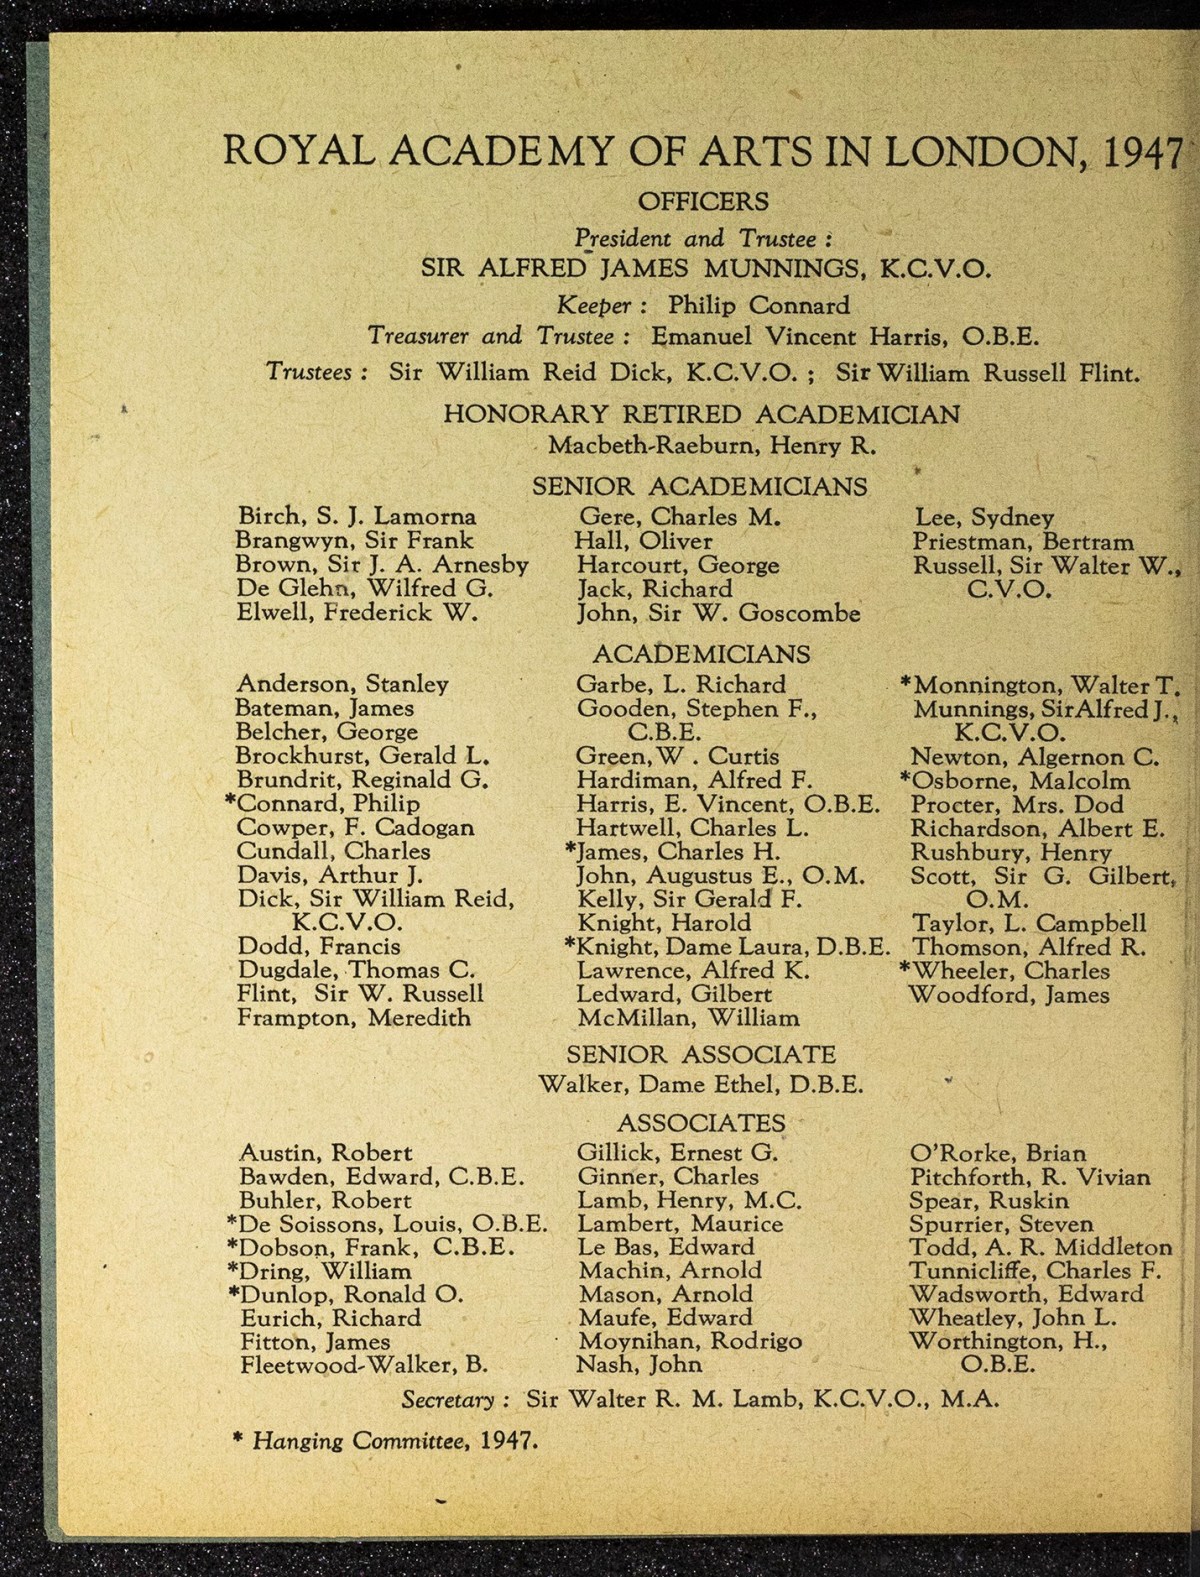 ROYAL ACADEMY OF ARTS IN LONDON, 1947
OFFICERS
President and Trustee :
SIR ALFRED JAMES MUNNINGS, K.C.V.O.
Keeper : Philip Connard
Treasurer and Trustee : Emanuel Vincent Harris, O.B.E.
Trustees : Sir William Reid Dick, K.C.V.O. ; Sir William Russell Flint.
HONORARY RETIRED ACADEMICIAN
Macbeth-Raeburn, Henry R.
SENIOR ACADEMICIANS
Birch, S. J. Lamorna
Brangwyn, Sir Frank
Brown, Sir J. A. Arnesby
De Glehn, Wilfred G.
Elwell, Frederick W.
Gere, Charles M.
Hall, Oliver
Harcourt, George
Jack, Richard
John, Sir W. Goscombe
Lee, Sydney
Priestman, Bertram
Russell, Sir Walter W.,
C.V.O.
ACADEMICIANS
Anderson, Stanley
Bateman, James
Belcher, George
Brockhurst, Gerald L.
Brundrit, Reginald G.
*Connard, Philip
Cowper, F. Cadogan
Cundall, Charles
Davis, Arthur J.
Dick, Sir William Reid,
K.C.V.O.
Dodd, Francis
Dugdale, Thomas C.
Flint, Sir W. Russell
Frampton, Meredith
Garbe, L. Richard
Gooden, Stephen F.,
C.B.E.
Green, W . Curtis
Hardiman, Alfred F.
Harris, E. Vincent, O.B.E.
Hartwell, Charles L.
*James, Charles H.
John, Augustus E., O.M.
Kelly, Sir Gerald F.
Knight, Harold
*Knight, Dame Laura, D.B.E.
Lawrence, Alfred K.
Ledward, Gilbert
McMillan, William
*Monnington, Walter T.
Munnings, Sir Alfred J.,
K.C.V.O.
Newton, Algernon C.
*Osborne, Malcolm
Procter, Mrs. Dod
Richardson, Albert E.
Rushbury, Henry
Scott, Sir G. Gilbert,
O.M.
Taylor, L. Campbell
Thomson, Alfred R.
*Wheeler, Charles
Woodford, James
SENIOR ASSOCIATE
Walker, Dame Ethel, D.B.E.
ASSOCIATES
Austin, Robert
Bawden, Edward, C.B.E.
Buhler, Robert
*De Soissons, Louis, O.B.E.
*Dobson, Frank, C.B.E.
*Dring, William
*Dunlop, Ronald O.
Eurich, Richard
Fitton, James
Fleetwood-Walker, B.
Gillick, Ernest G.
Ginner, Charles
Lamb, Henry, M.C.
Lambert, Maurice
Le Bas, Edward
Machin, Arnold
Mason, Arnold
Maufe, Edward
Moynihan, Rodrigo
Nash, John
O'Rorke, Brian
Pitchforth, R. Vivian
Spear, Ruskin
Spurrier, Steven
Todd, A. R. Middleton
Tunnicliffe, Charles F.
Wadsworth, Edward
Wheatley, John L.
Worthington, H.,
O.B.E.
Secretary : Sir Walter R. M. Lamb, K.C.V.O., M.A.
* Hanging Committee, 1947.